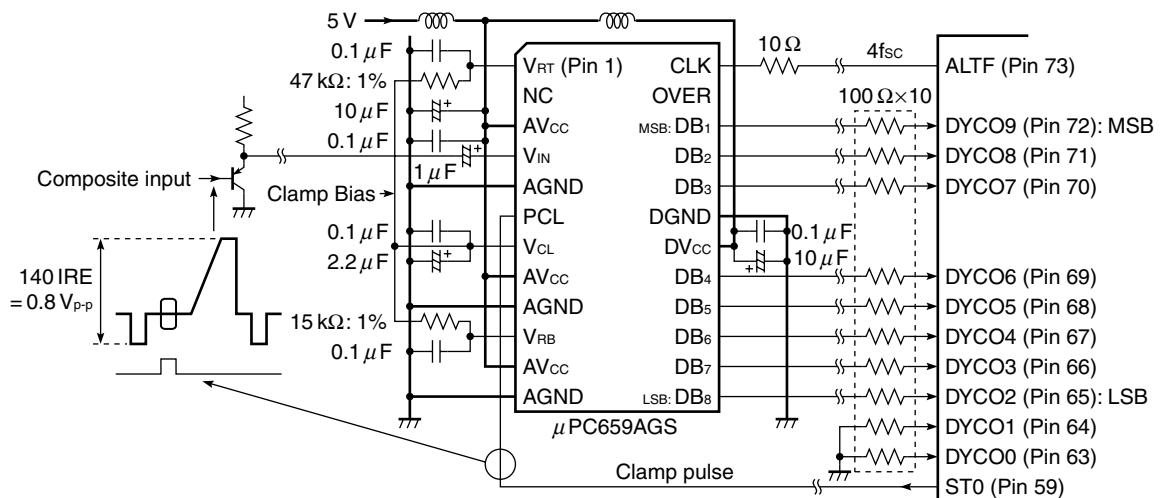 5 V
0.1 µF
47 kΩ: 1%
10 µF
0.1 µF
1 µF
Composite input
Clamp Bias
0.1 µF
2.2 µF
15 kΩ: 1%
0.1 µF
140 IRE
= 0.8 Vp-p
VRT (Pin 1)
NC
AVCC
VIN
AGND
PCL
VCL
AVCC
AGND
VRB
AVCC
AGND
CLK
OVER
MSB: DB1
DB2
DB3
DGND
DVCC
DB4
DB5
DB6
DB7
LSB: DB8
µPC659AGS
10 Ω
4fSC
100 Ω×10
0.1 µF
10 µF
ALTF (Pin 73)
DYCO9 (Pin 72): MSB
DYCO8 (Pin 71)
DYCO7 (Pin 70)
DYCO6 (Pin 69)
DYCO5 (Pin 68)
DYCO4 (Pin 67)
DYCO3 (Pin 66)
DYCO2 (Pin 65): LSB
DYCO1 (Pin 64)
DYCO0 (Pin 63)
ST0 (Pin 59)
Clamp pulse